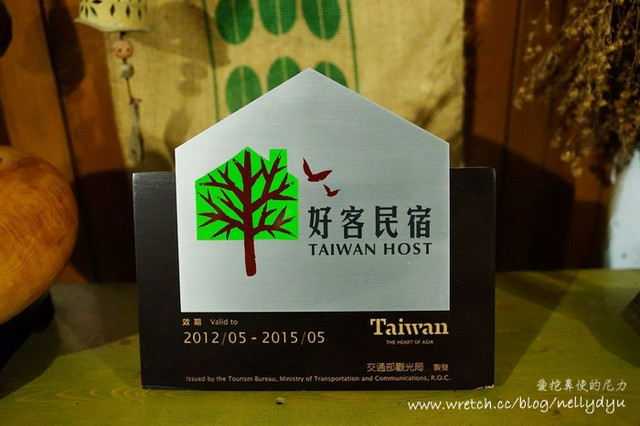 好客民宿
TAIWAN HOST
效期 Valid to
2012/05 - 2015/05
Taiwan
THE HEART OF ASIA
交通部觀光局 製發
Issued by the Tourism Bureau, Ministry of Transportation and Communications, R.O.C.
愛挖鼻使的尼力
www.wretch.cc/blog/nellydyu